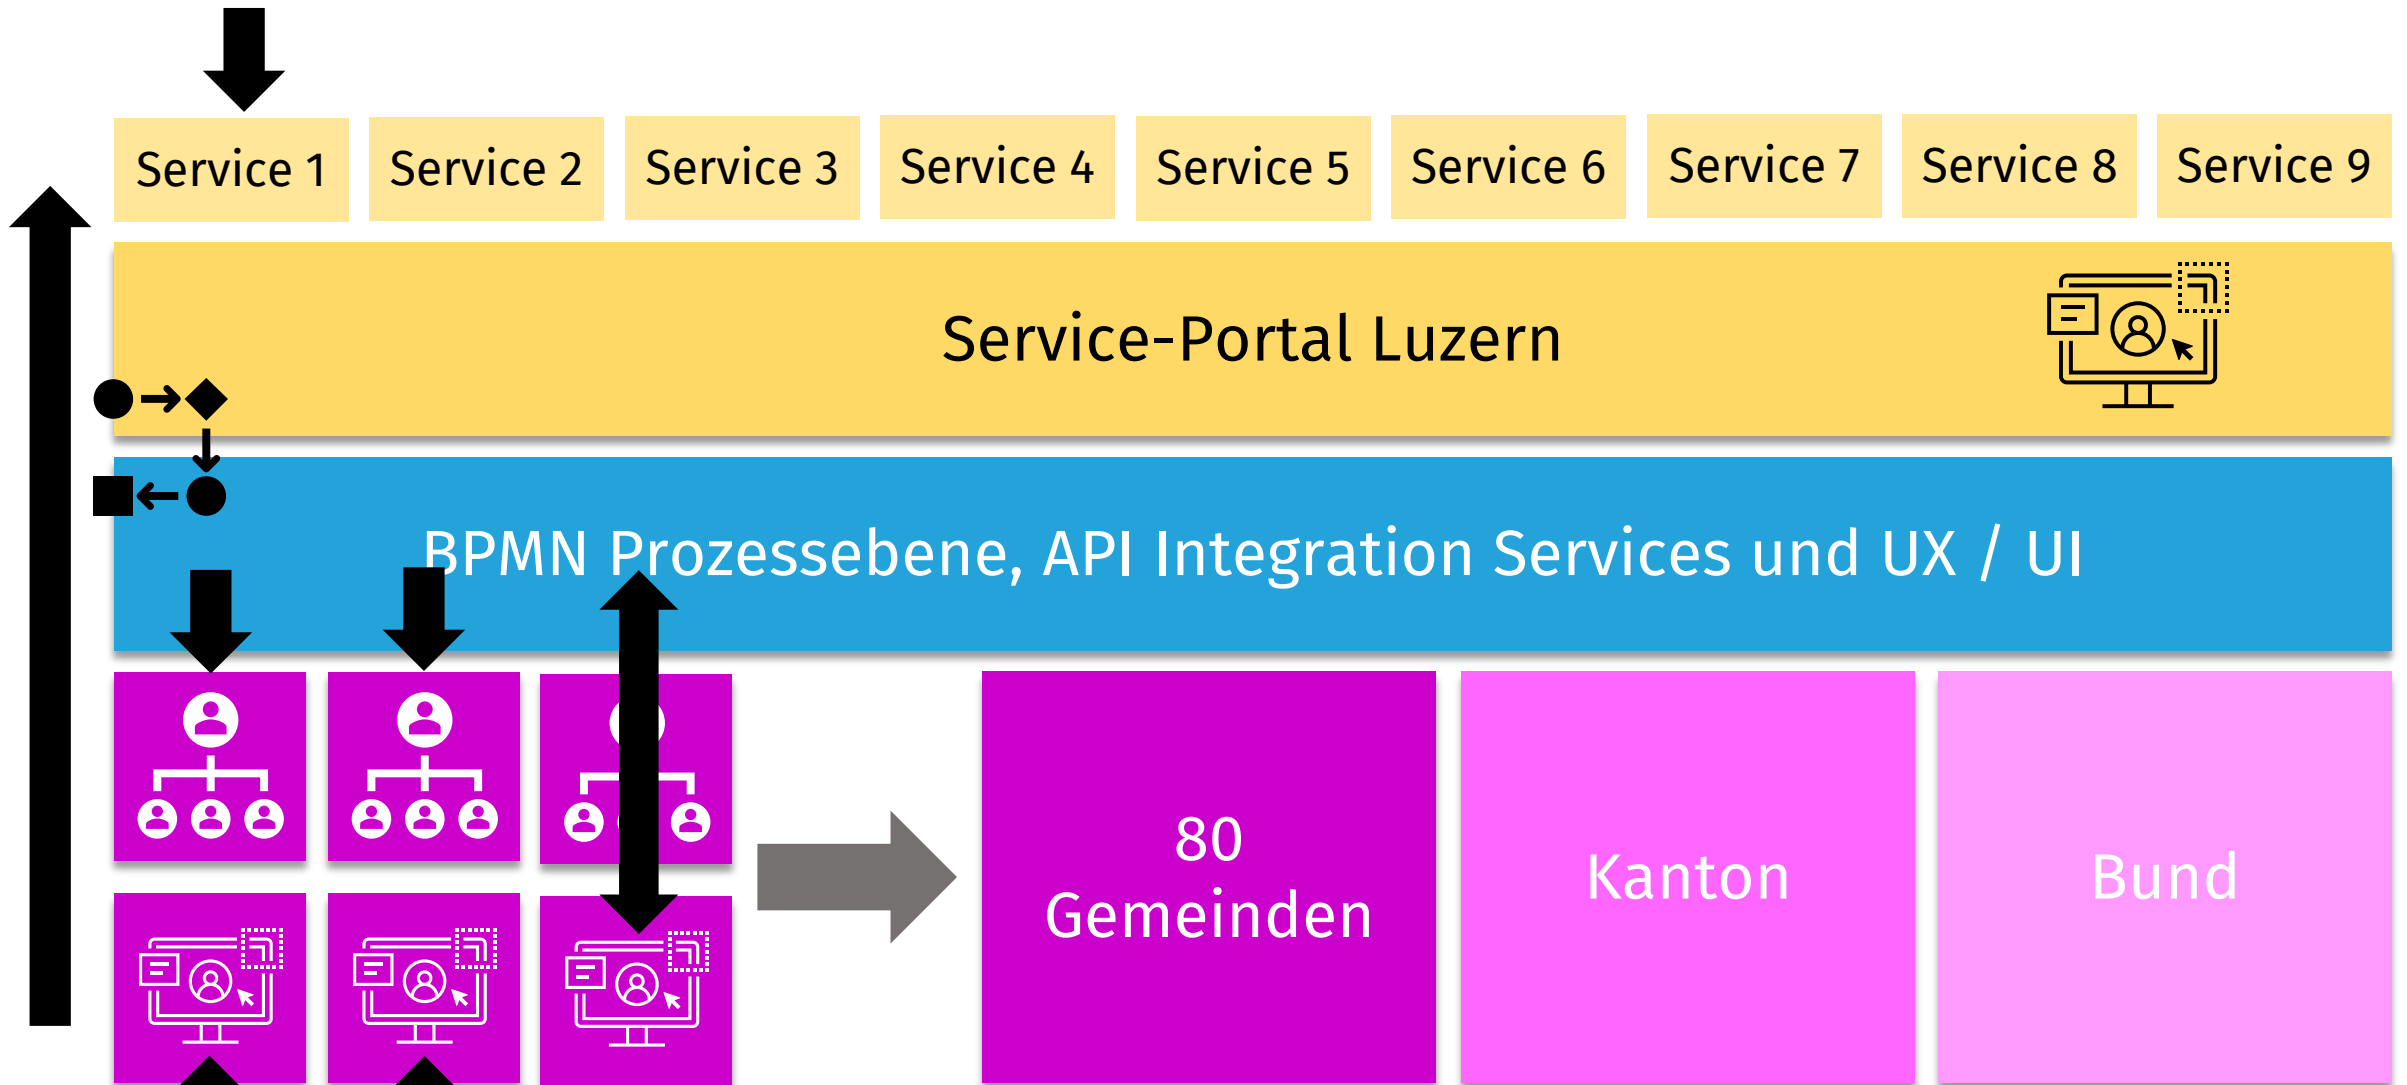 Service 1
Service 2
Service 3
Service 4
Service 5
Service 6
Service 7
Service 8
Service 9
Service-Portal Luzern
BPMN Prozessebene, API Integration Services und UX / UI
80
Gemeinden
Kanton
Bund